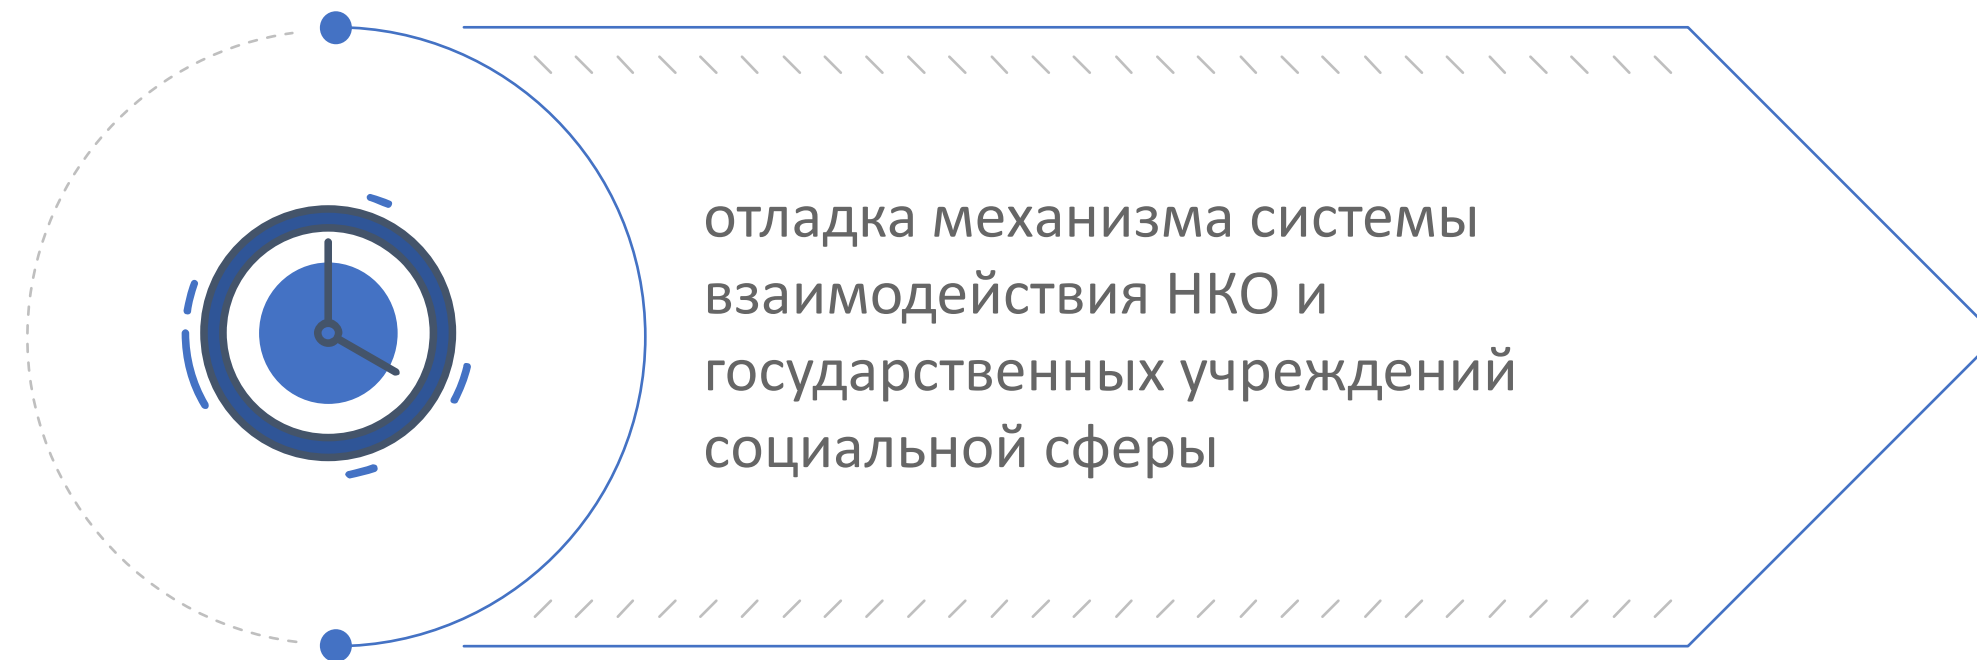 отладка механизма системы
взаимодействия НКО и
государственных учреждений
социальной сферы